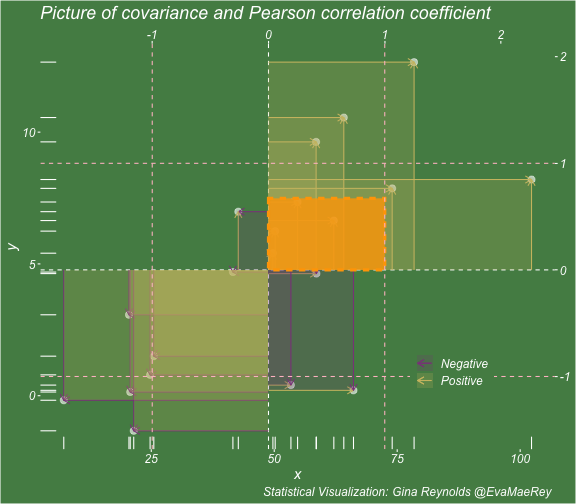 Picture of covariance and Pearson correlation coefficient
-1 0 1 2
2
10
1
y
5
0
Negative
Positive
-1
0
25 50 75 100
x
Statistical Visualization: Gina Reynolds @EvaMaeRey